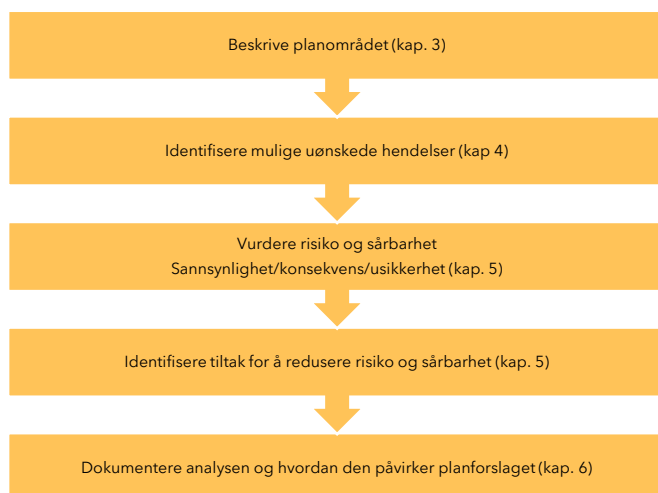 Beskrive planområdet (kap. 3)
Identifisere mulige uønskede hendelser (kap 4)
Vurdere risiko og sårbarhet
Sannsynlighet/konsekvens/usikkerhet (kap. 5)
Identifisere tiltak for å redusere risiko og sårbarhet (kap. 5)
Dokumentere analysen og hvordan den påvirker planforslaget (kap. 6)